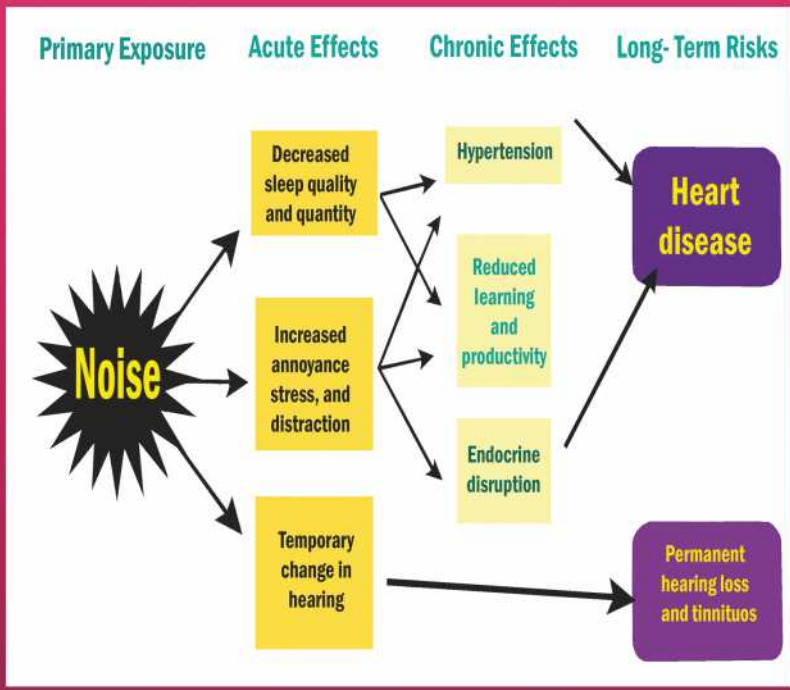 Primary Exposure
Acute Effects
Chronic Effects
Long- Term Risks
Noise
Decreased
sleep quality
and quantity
Increased
annoyance
stress, and
distraction
Temporary
change in
hearing
Hypertension
Reduced
learning
and
productivity
Endocrine
disruption
Heart
disease
Permanent
hearing loss
and tinnituos